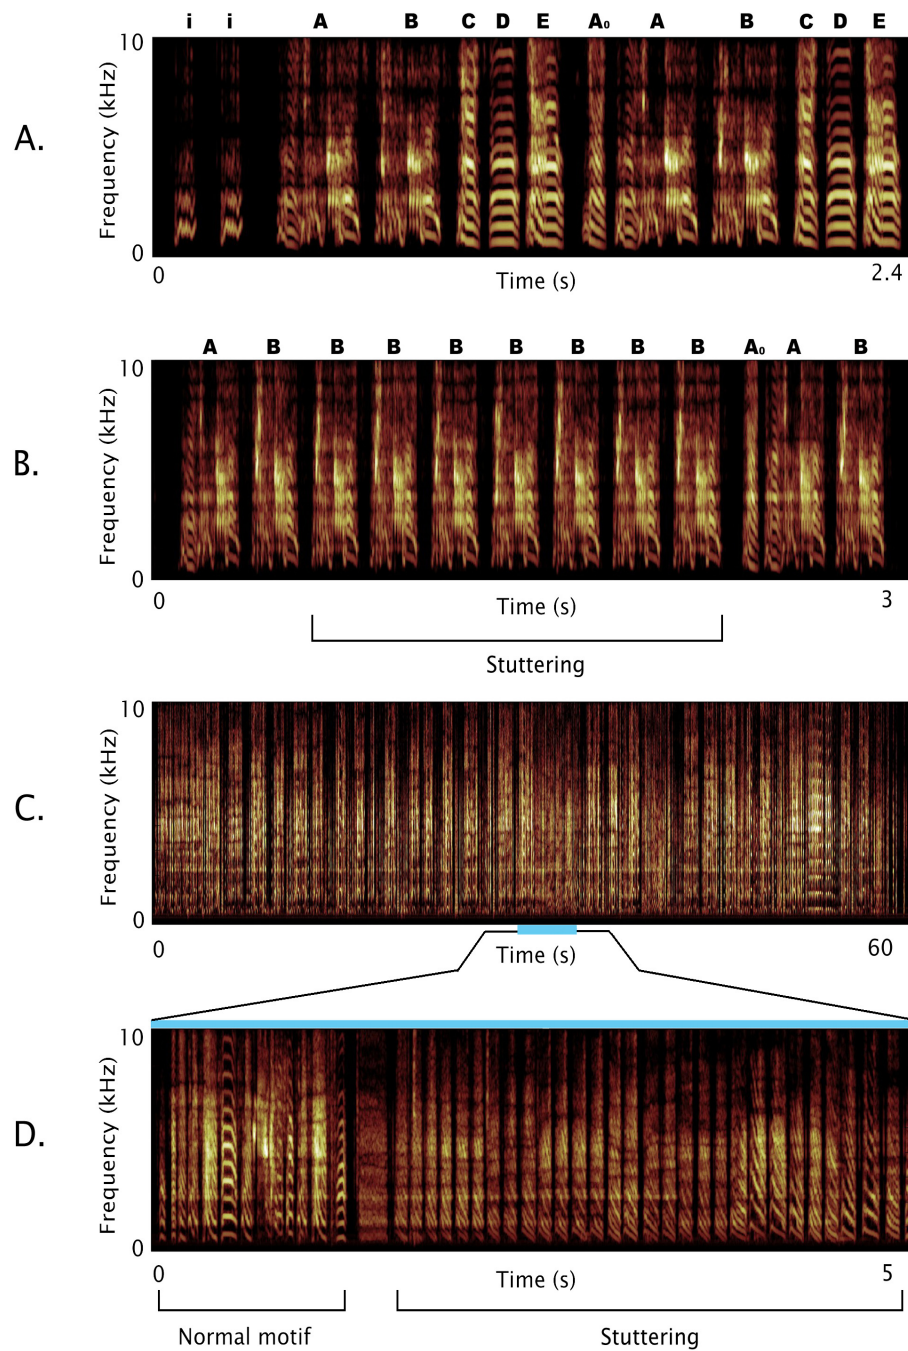 i i A B C D E A₀ A B C D E
A.
10
Frequency (kHz)
0
0 Time (s) 2.4
A B B B B B B B B A₀ A B
B.
10
Frequency (kHz)
0
0 Time (s) 3
Stuttering
C.
10
Frequency (kHz)
0
0 Time (s) 60
D.
10
Frequency (kHz)
0
0 Time (s) 5
Normal motif Stuttering